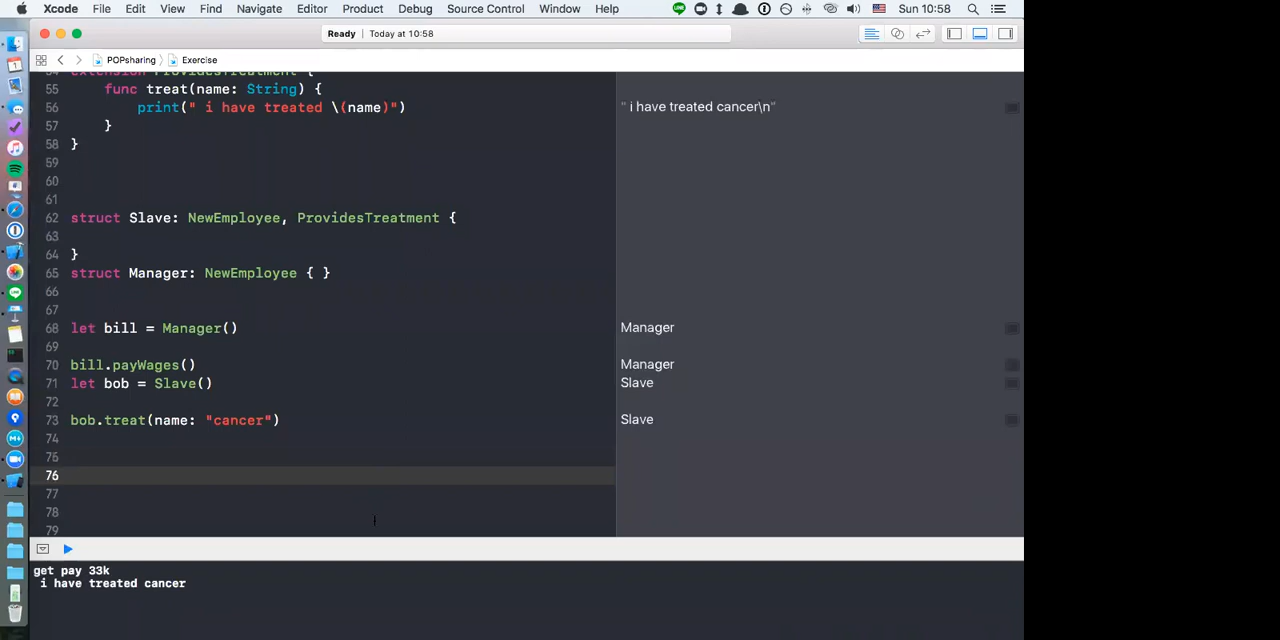 Xcode File Edit View Find Navigate Editor Product Debug Source Control Window Help Sun 10:58
Ready | Today at 10:58
POPsharing Exercise
54 extension ProvidesTreatment {
55 func treat(name: String) {
56 print(" i have treated \(name)") " i have treated cancer\n"
57 }
58 }
59
60
61
62 struct Slave: NewEmployee, ProvidesTreatment {
63
64 }
65 struct Manager: NewEmployee { }
66
67
68 let bill = Manager() Manager
69
70 bill.payWages() Manager
71 let bob = Slave() Slave
72
73 bob.treat(name: "cancer") Slave
74
75
76
77
78
79
get pay 33k
i have treated cancer